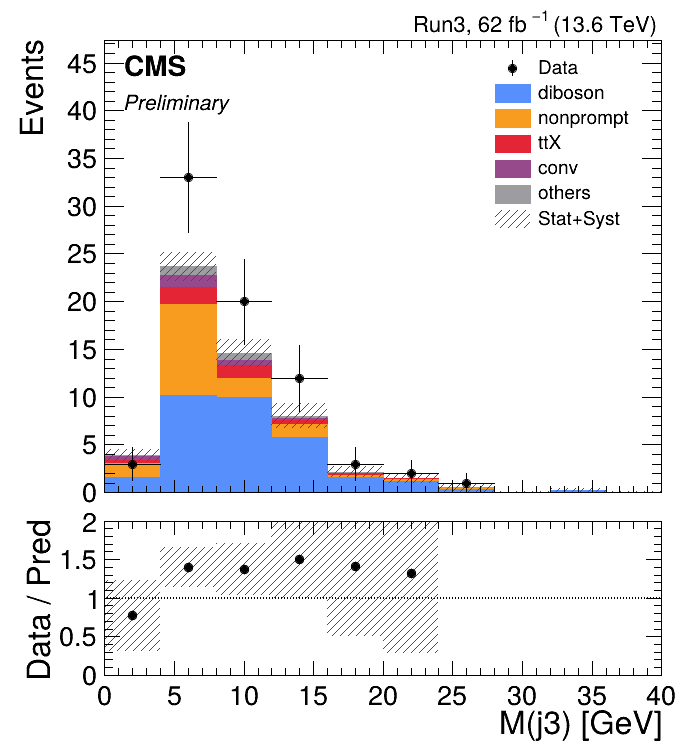 Run3, 62 fb⁻¹ (13.6 TeV)
CMS
Preliminary
Events
45
40
35
30
25
20
15
10
5
0
Data
diboson
nonprompt
ttX
conv
others
Stat+Syst
Data / Pred
2
1.5
1
0.5
0
0 5 10 15 20 25 30 35 40
M(j3) [GeV]